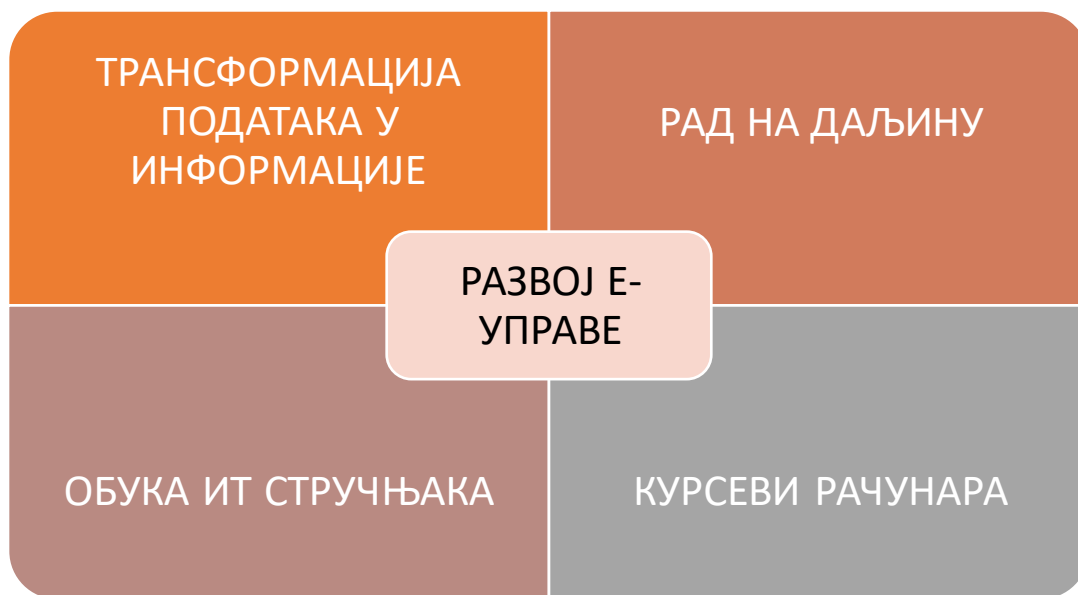 ТРАНСФОРМАЦИЈА
ПОДАТАКА У
ИНФОРМАЦИЈЕ
РАД НА ДАЉИНУ
РАЗВОЈ Е-
УПРАВЕ
ОБУКА ИТ СТРУЧЊАКА
КУРСЕВИ РАЧУНАРА